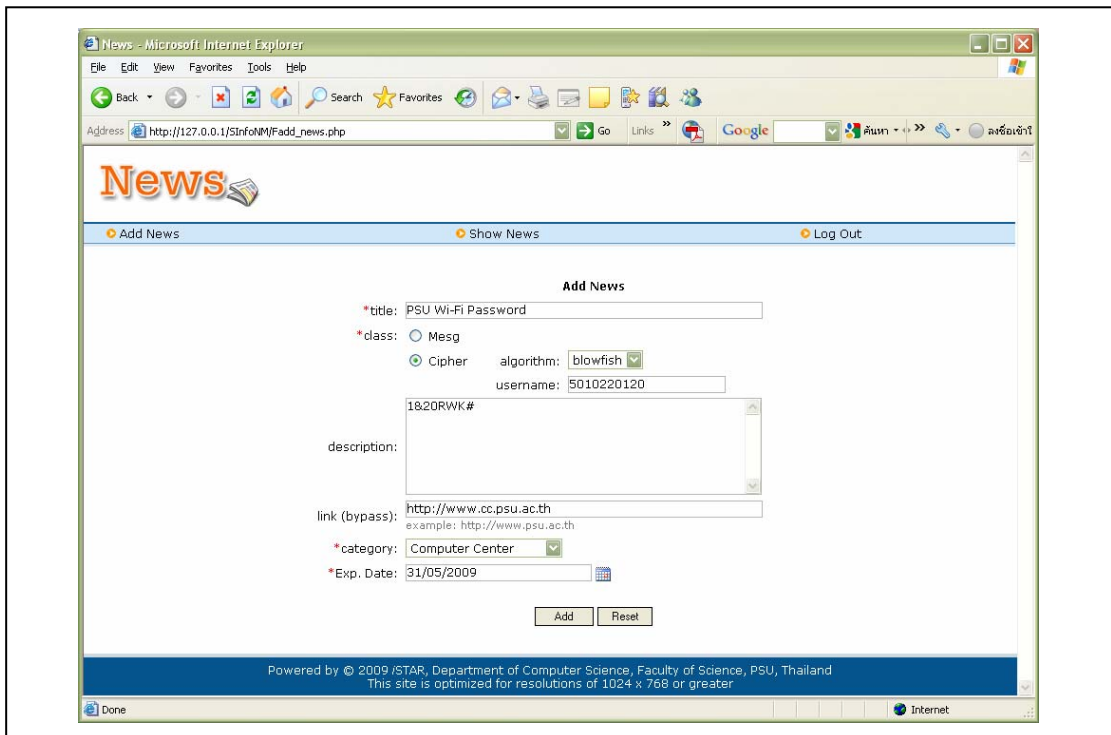 News - Microsoft Internet Explorer
File Edit View Favorites Tools Help
Back Search Favorites
Address http://127.0.0.1/SInfoNM/Fadd_news.php Go Links » Google ค้นหา » ลงชื่อเข้าใ
News
Add News Show News Log Out
Add News
*title: PSU Wi-Fi Password
*class: Mesg
Cipher algorithm: blowfish
username: 5010220120
description: 1&20RWK#
link (bypass): http://www.cc.psu.ac.th
example: http://www.psu.ac.th
*category: Computer Center
*Exp. Date: 31/05/2009
Add Reset
Powered by © 2009 iSTAR, Department of Computer Science, Faculty of Science, PSU, Thailand
This site is optimized for resolutions of 1024 x 768 or greater
Done Internet